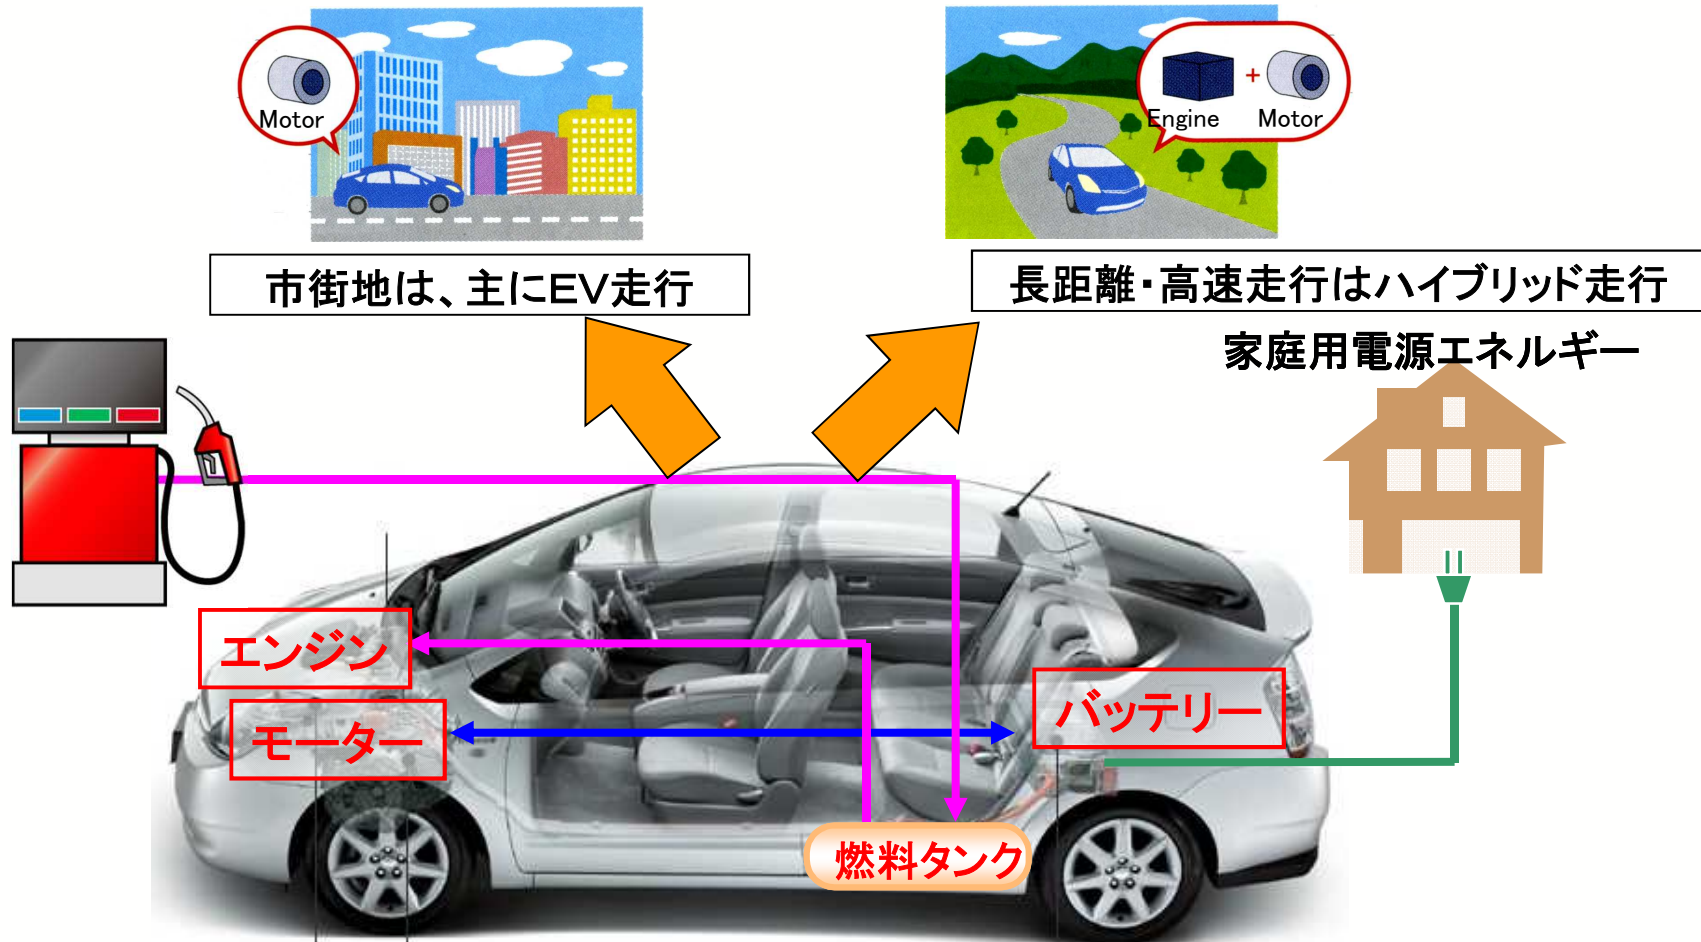 Motor
Engine + Motor
市街地は、主にEV走行
長距離・高速走行はハイブリッド走行
家庭用電源エネルギー
エンジン
モーター
バッテリー
燃料タンク